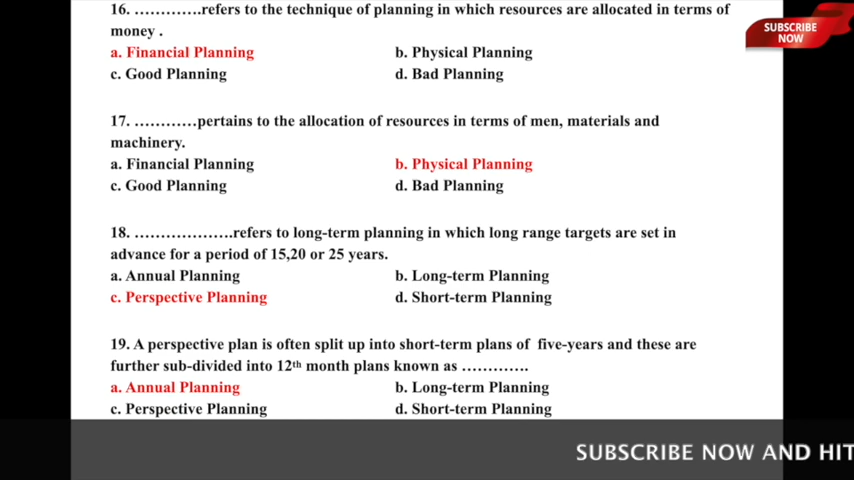 16. ………….refers to the technique of planning in which resources are allocated in terms of
money .
a. Financial Planning b. Physical Planning
c. Good Planning d. Bad Planning
17. …………pertains to the allocation of resources in terms of men, materials and
machinery.
a. Financial Planning b. Physical Planning
c. Good Planning d. Bad Planning
18. ……………….refers to long-term planning in which long range targets are set in
advance for a period of 15,20 or 25 years.
a. Annual Planning b. Long-term Planning
c. Perspective Planning d. Short-term Planning
19. A perspective plan is often split up into short-term plans of five-years and these are
further sub-divided into 12th month plans known as ………….
a. Annual Planning b. Long-term Planning
c. Perspective Planning d. Short-term Planning
SUBSCRIBE
NOW
SUBSCRIBE NOW AND HIT